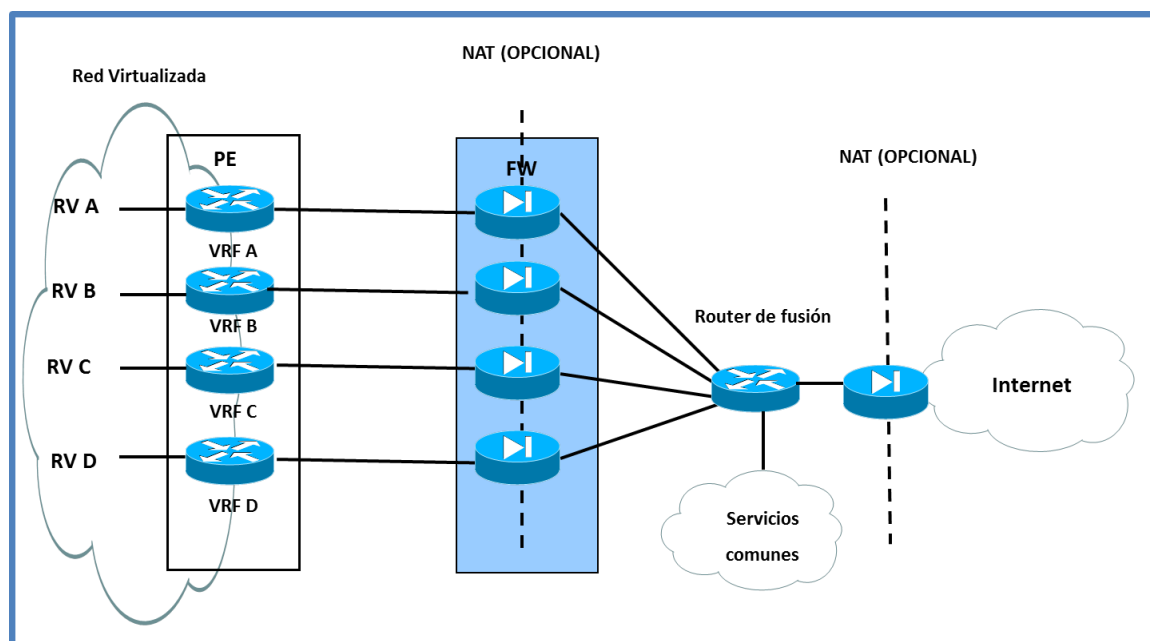 NAT (OPCIONAL)
Red Virtualizada
NAT (OPCIONAL)
PE
FW
RV A
VRF A
RV B
VRF B
Router de fusión
RV C
Internet
VRF C
RV D
VRF D
Servicios
comunes